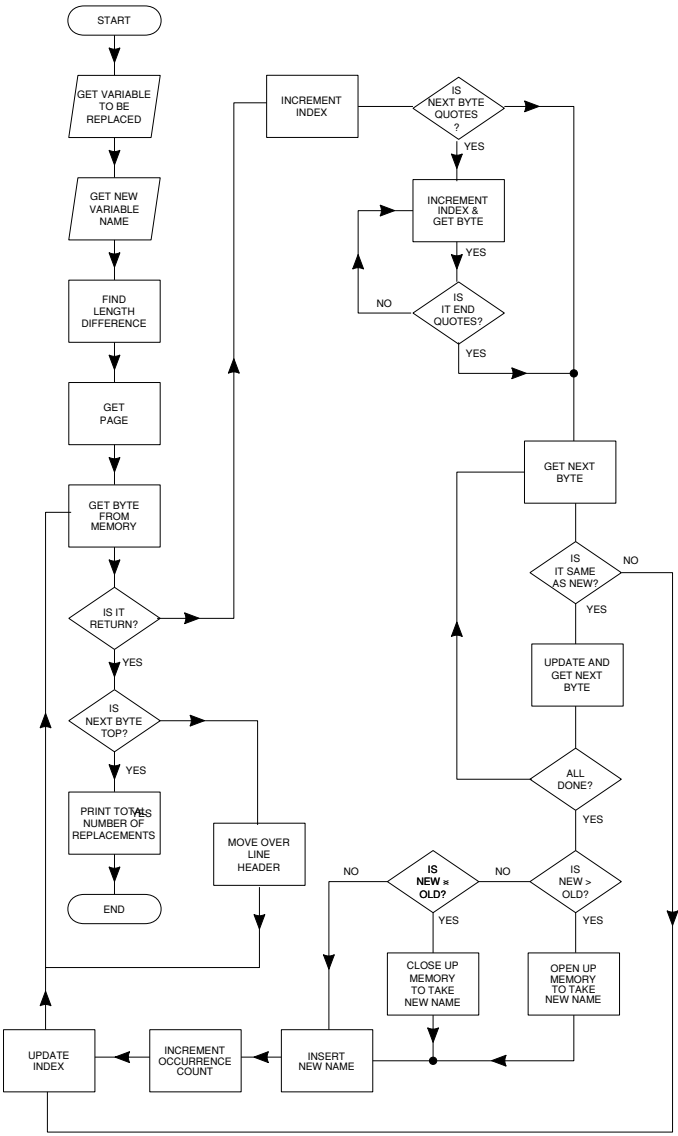 START
GET VARIABLE
TO BE
REPLACED
GET NEW
VARIABLE
NAME
FIND
LENGTH
DIFFERENCE
GET
PAGE
GET BYTE
FROM
MEMORY
IS IT
RETURN?
YES
IS
NEXT BYTE
TOP?
YES
PRINT TOTAL
YES
NUMBER OF
REPLACEMENTS
END
MOVE OVER
LINE
HEADER
INCREMENT
INDEX
IS
NEXT BYTE
QUOTES
?
YES
INCREMENT
INDEX &
GET BYTE
YES
IS
IT END
QUOTES?
NO
YES
GET NEXT
BYTE
IS
IT SAME
AS NEW?
NO
YES
UPDATE AND
GET NEXT
BYTE
ALL
DONE?
YES
IS
NEW >
OLD?
NO
YES
IS
NEW
OLD?
NO
YES
CLOSE UP
MEMORY
TO TAKE
NEW NAME
OPEN UP
MEMORY
TO TAKE
NEW NAME
INSERT
NEW NAME
INCREMENT
OCCURRENCE
COUNT
UPDATE
INDEX